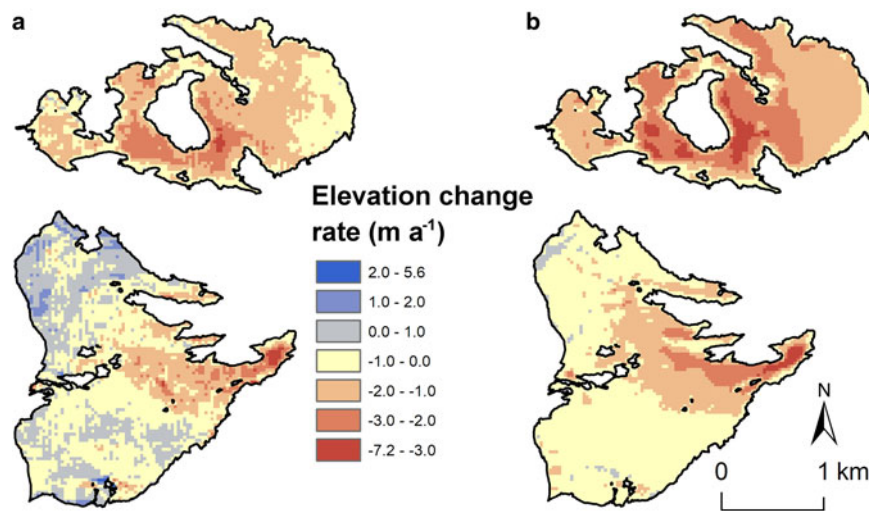 a
b
Elevation change
rate (m a⁻¹)
2.0 - 5.6
1.0 - 2.0
0.0 - 1.0
-1.0 - 0.0
-2.0 - -1.0
-3.0 - -2.0
-7.2 - -3.0
N
0 1 km